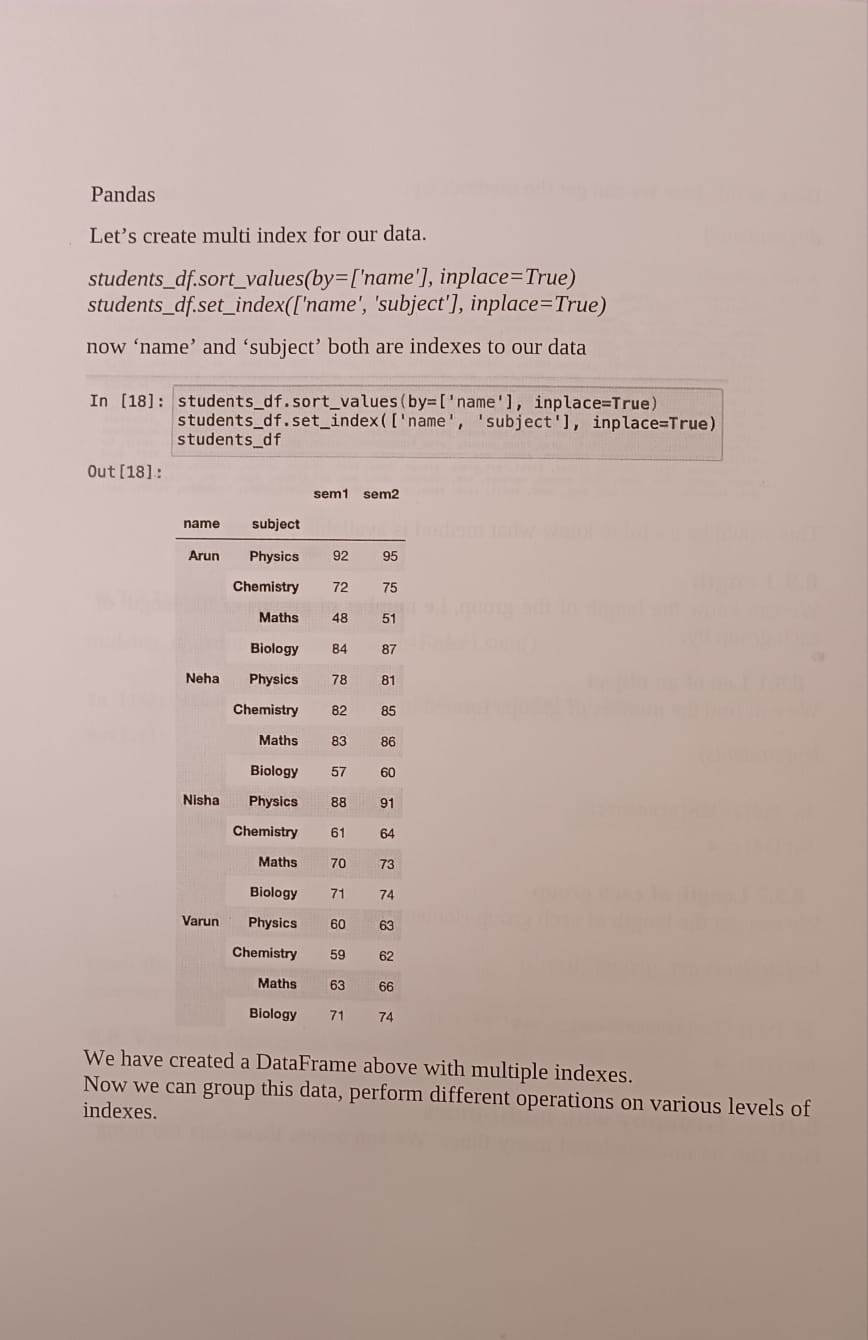 Pandas
Let’s create multi index for our data.
students_df.sort_values(by=['name'], inplace=True)
students_df.set_index(['name', 'subject'], inplace=True)
now ‘name’ and ‘subject’ both are indexes to our data
In [18]: students_df.sort_values(by=['name'], inplace=True)
students_df.set_index(['name', 'subject'], inplace=True)
students_df
Out[18]:
sem1 sem2
name subject
Arun Physics 92 95
Chemistry 72 75
Maths 48 51
Biology 84 87
Neha Physics 78 81
Chemistry 82 85
Maths 83 86
Biology 57 60
Nisha Physics 88 91
Chemistry 61 64
Maths 70 73
Biology 71 74
Varun Physics 60 63
Chemistry 59 62
Maths 63 66
Biology 71 74
We have created a DataFrame above with multiple indexes.
Now we can group this data, perform different operations on various levels of
indexes.